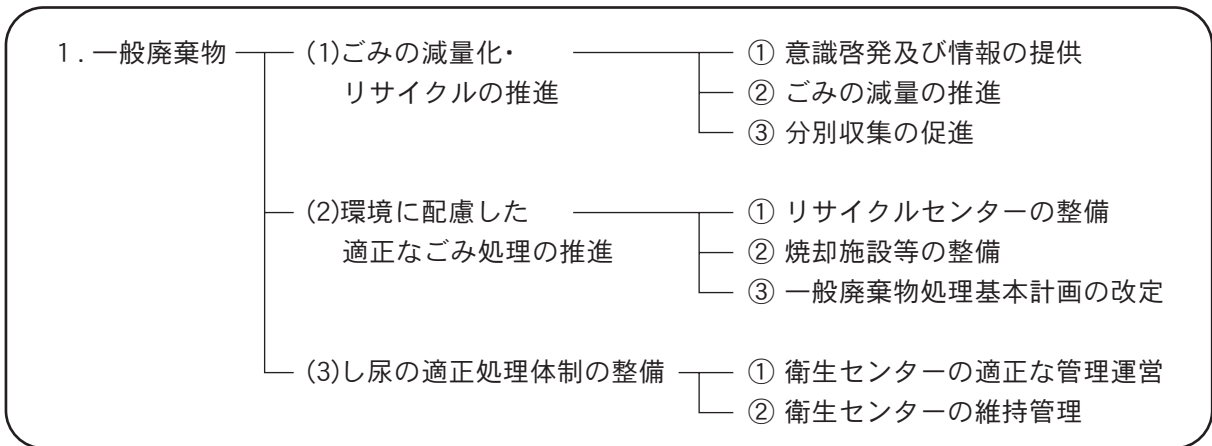 1．一般廃棄物
(1)ごみの減量化・
リサイクルの推進
① 意識啓発及び情報の提供
② ごみの減量の推進
③ 分別収集の促進
(2)環境に配慮した
適正なごみ処理の推進
① リサイクルセンターの整備
② 焼却施設等の整備
③ 一般廃棄物処理基本計画の改定
(3)し尿の適正処理体制の整備
① 衛生センターの適正な管理運営
② 衛生センターの維持管理